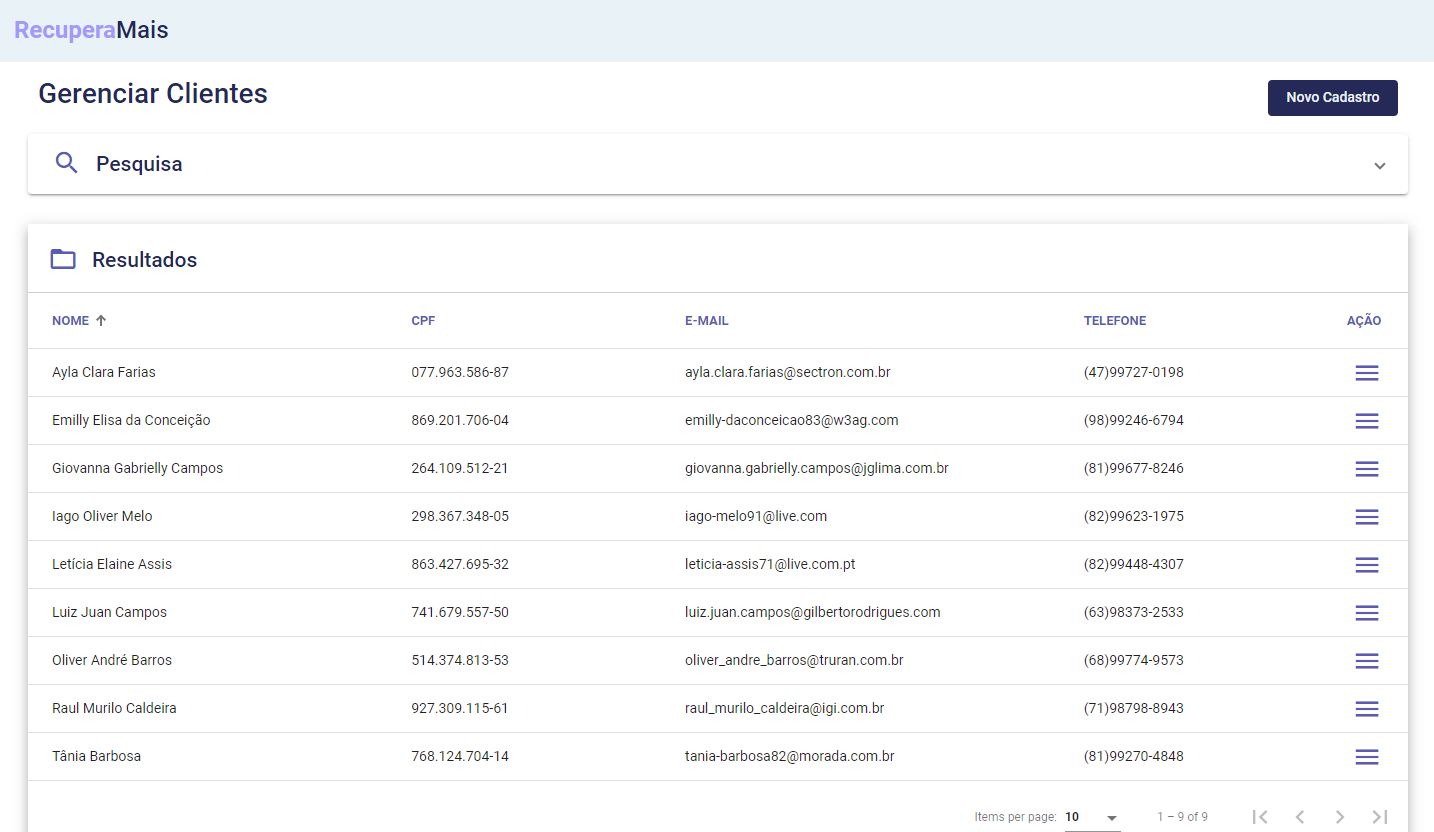 RecuperaMais
Gerenciar Clientes
Novo Cadastro
Pesquisa
Resultados
NOME CPF E-MAIL TELEFONE AÇÃO
Ayla Clara Farias 077.963.586-87 ayla.clara.farias@sectron.com.br (47)99727-0198
Emilly Elisa da Conceição 869.201.706-04 emilly-daconceicao83@w3ag.com (98)99246-6794
Giovanna Gabrielly Campos 264.109.512-21 giovanna.gabrielly.campos@jglima.com.br (81)99677-8246
Iago Oliver Melo 298.367.348-05 iago-melo91@live.com (82)99623-1975
Letícia Elaine Assis 863.427.695-32 leticia-assis71@live.com.pt (82)99448-4307
Luiz Juan Campos 741.679.557-50 luiz.juan.campos@gilbertorodrigues.com (63)98373-2533
Oliver André Barros 514.374.813-53 oliver_andre_barros@truran.com.br (68)99774-9573
Raul Murilo Caldeira 927.309.115-61 raul_murilo_caldeira@igi.com.br (71)98798-8943
Tânia Barbosa 768.124.704-14 tania-barbosa82@morada.com.br (81)99270-4848
Items per page: 10 1 – 9 of 9